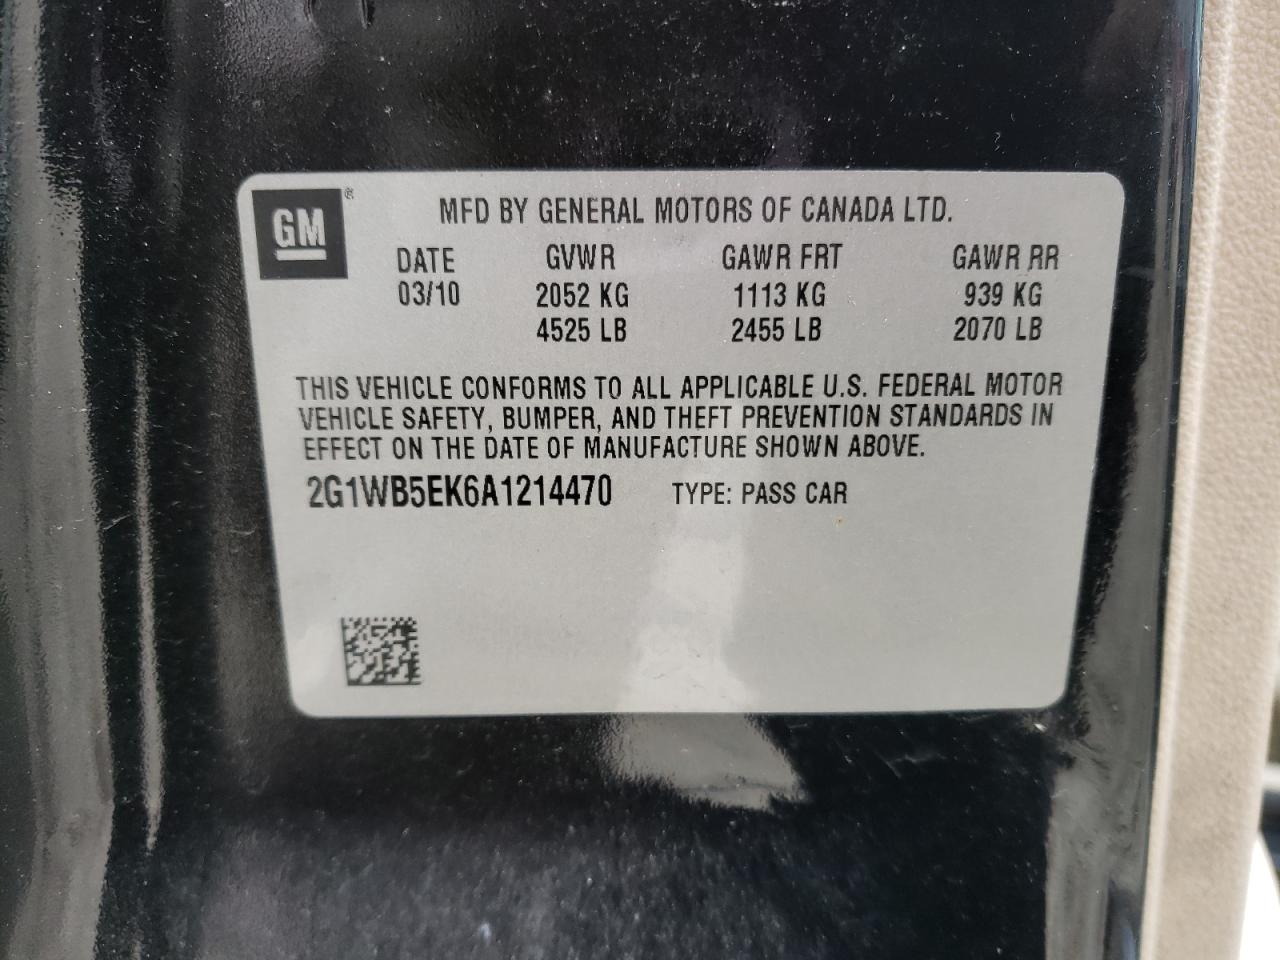 GM®
MFD BY GENERAL MOTORS OF CANADA LTD.
DATE GVWR GAWR FRT GAWR RR
03/10 2052 KG 1113 KG 939 KG
4525 LB 2455 LB 2070 LB
THIS VEHICLE CONFORMS TO ALL APPLICABLE U.S. FEDERAL MOTOR
VEHICLE SAFETY, BUMPER, AND THEFT PREVENTION STANDARDS IN
EFFECT ON THE DATE OF MANUFACTURE SHOWN ABOVE.
2G1WB5EK6A1214470 TYPE: PASS CAR